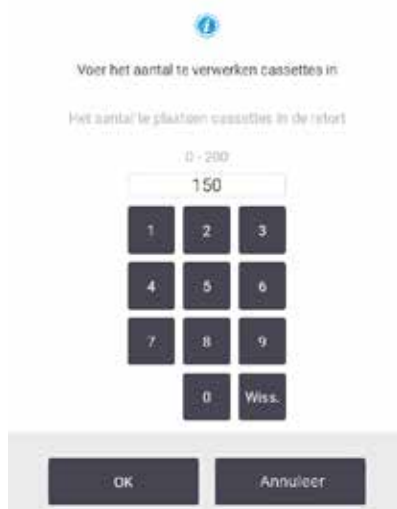 Voer het aantal te verwerken cassettes in
Het aantal te plaatsen cassettes in de retort
0 - 200
150
1 2 3
4 5 6
7 8 9
0 Wiss.
OK Annuleer